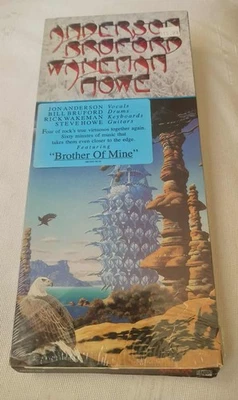 ANDERSON
BRUFORD
WAKEMAN
HOWE
JON ANDERSON Vocals
BILL BRUFORD Drums
RICK WAKEMAN Keyboards
STEVE HOWE Guitars
Four of rock's true virtuosos together again.
Sixty minutes of music that
takes them even closer to the edge.
Featuring
"Brother Of Mine"